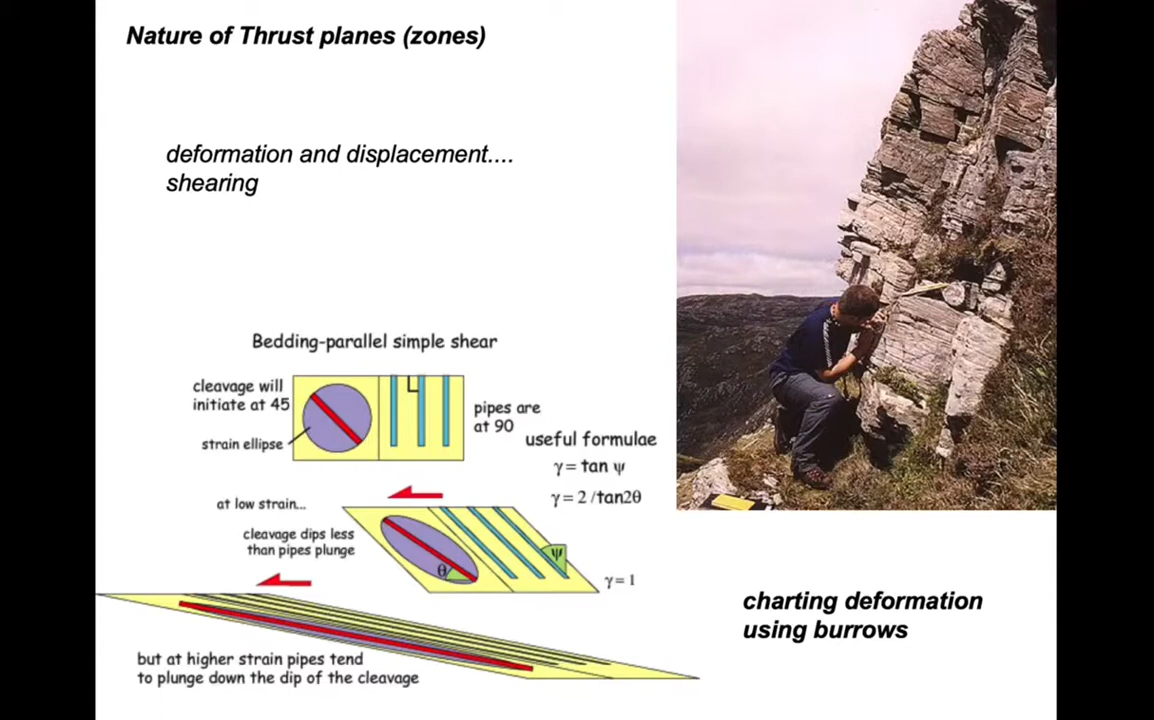 Nature of Thrust planes (zones)
deformation and displacement....
shearing
Bedding-parallel simple shear
cleavage will
initiate at 45
strain ellipse
pipes are
at 90
useful formulae
γ = tan ψ
γ = 2 / tan2θ
at low strain...
cleavage dips less
than pipes plunge
θ
ψ
γ = 1
but at higher strain pipes tend
to plunge down the dip of the cleavage
charting deformation
using burrows